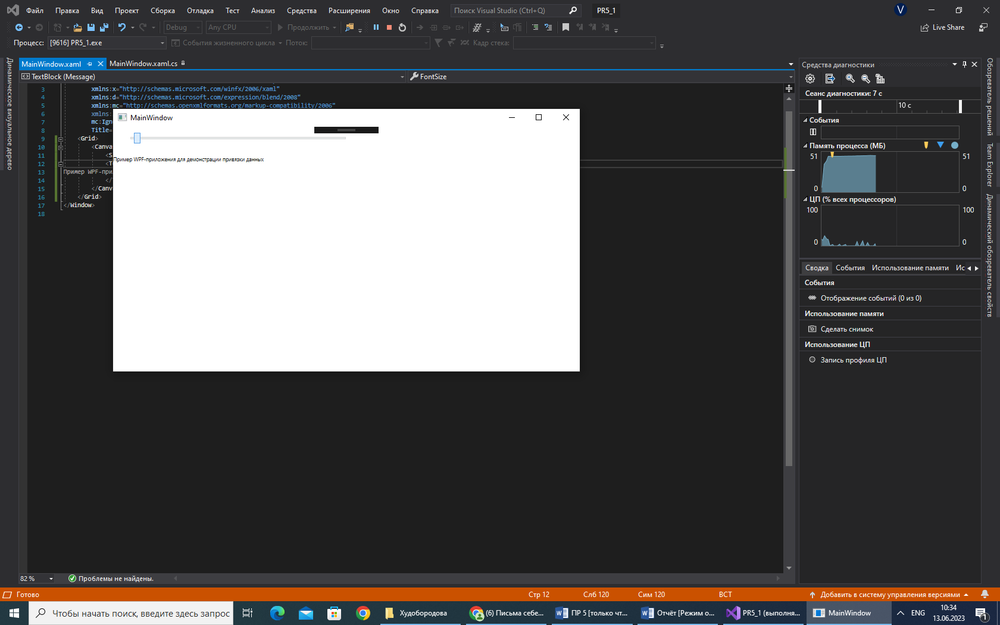 Файл Правка Вид Проект Сборка Отладка Тест Анализ Средства Расширения Окно Справка Поиск Visual Studio (Ctrl+Q) PR5_1 V
Debug Any CPU Продолжить Live Share
Процесс: [9616] PR5_1.exe События жизненного цикла Поток: Кадр стека:
Динамическое визуальное дерево
MainWindow.xaml MainWindow.xaml.cs
TextBlock (Message) FontSize
3 xmlns:x="http://schemas.microsoft.com/winfx/2006/xaml"
4 xmlns:d="http://schemas.microsoft.com/expression/blend/2008"
5 xmlns:mc="http://schemas.openxmlformats.org/markup-compatibility/2006"
6 xmlns:
7 mc:Ign
8 Title=
9 <Grid>
10 <Canva
11 <S
12 <T
13 Пример WPF-при
14 </
15 </Canv
16 </Grid>
17 </Window>
18
MainWindow
Пример WPF-приложения для демонстрации привязки данных
82 % Проблемы не найдены.
Средства диагностики
Сеанс диагностики: 7 с
10 с
События
Память процесса (МБ)
51 51
0 0
ЦП (% всех процессоров)
100 100
0 0
Сводка События Использование памяти Ис
События
Отображение событий (0 из 0)
Использование памяти
Сделать снимок
Использование ЦП
Запись профиля ЦП
Обозреватель решений
Team Explorer
Динамический обозреватель свойств
Готово Стр 12 Слб 120 Сим 120 ВСТ Добавить в систему управления версиями
Чтобы начать поиск, введите здесь запрос Худобородова (6) Письма себе... ПР 5 [только чт... Отчёт [Режим о... PR5_1 (выполня... MainWindow ENG 10:34
13.06.2023 1